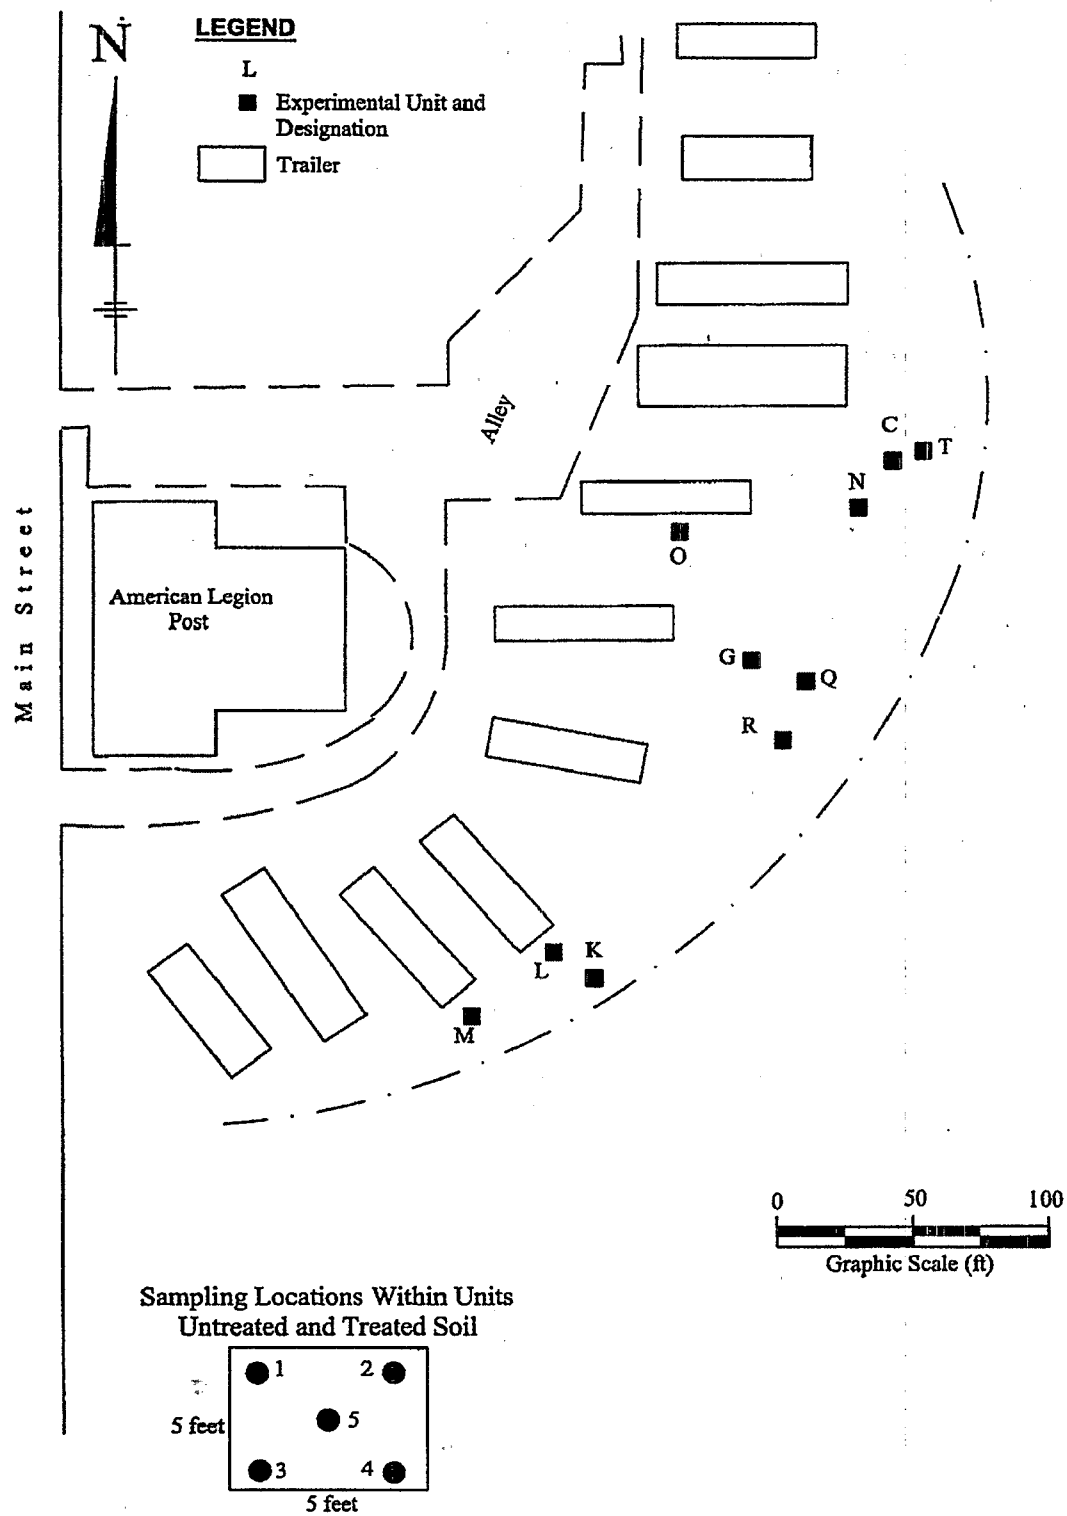 N
LEGEND
L
Experimental Unit and
Designation
Trailer
Alley
C
T
N
O
Main Street
American Legion
Post
G
Q
R
L
K
M
0 50 100
Graphic Scale (ft)
Sampling Locations Within Units
Untreated and Treated Soil
1 2
5
5 feet
3 4
5 feet